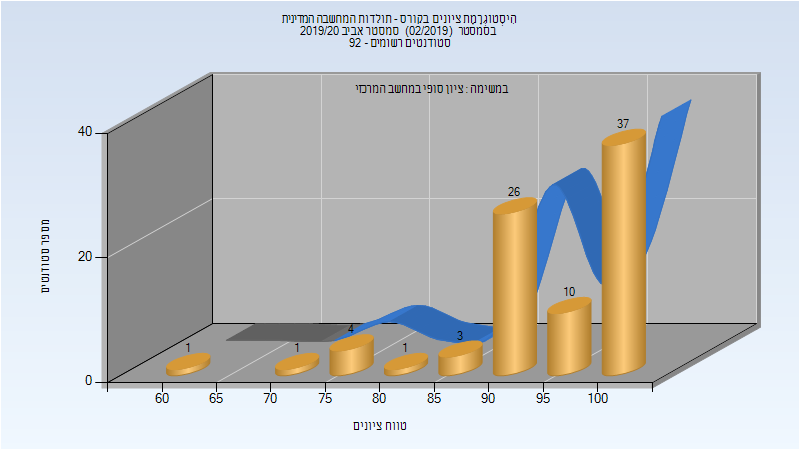 היסטוגרמת ציונים בקורס - תולדות המחשבה המדינית
בסמסטר (02/2019) סמסטר אביב 2019/20
סטודנטים רשומים - 92
במשימה : ציון סופי במחשב המרכזי
מספר סטודנטים
40
20
0
1
1
4
1
3
26
10
37
60 65 70 75 80 85 90 95 100
טווח ציונים